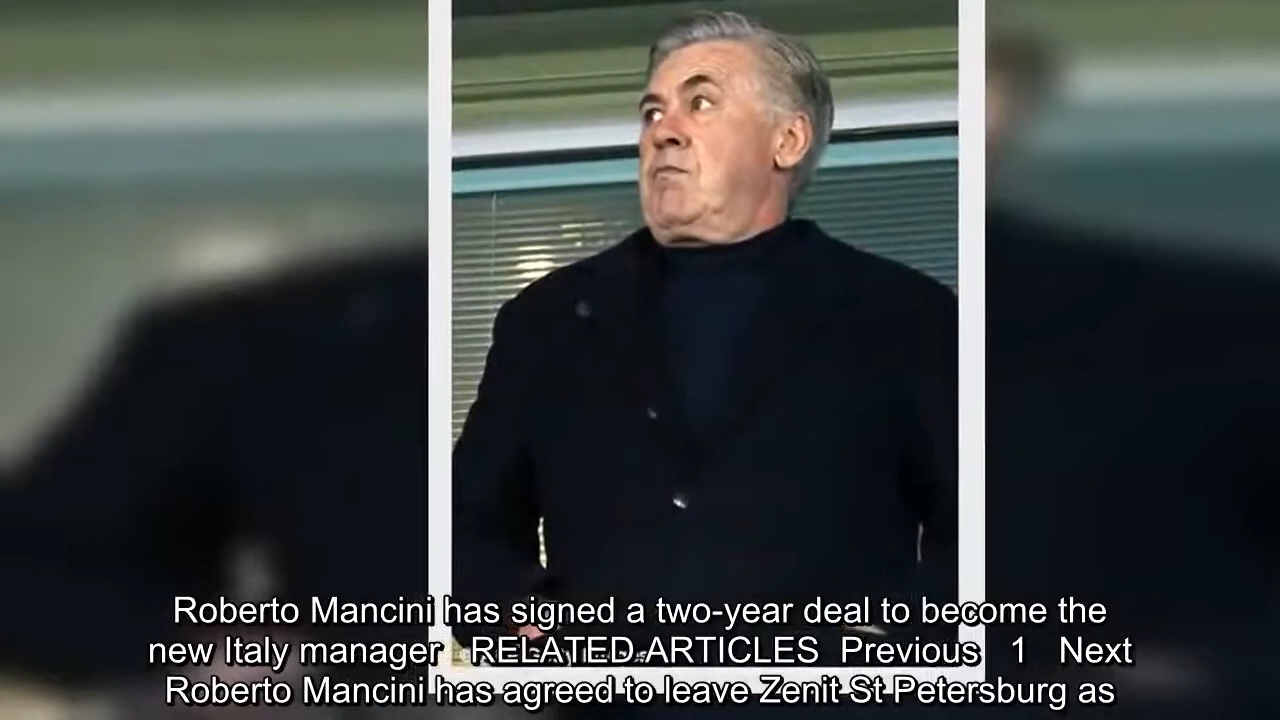 Roberto Mancini has signed a two-year deal to become the
new Italy manager RELATED ARTICLES Previous 1 Next
Roberto Mancini has agreed to leave Zenit St Petersburg as